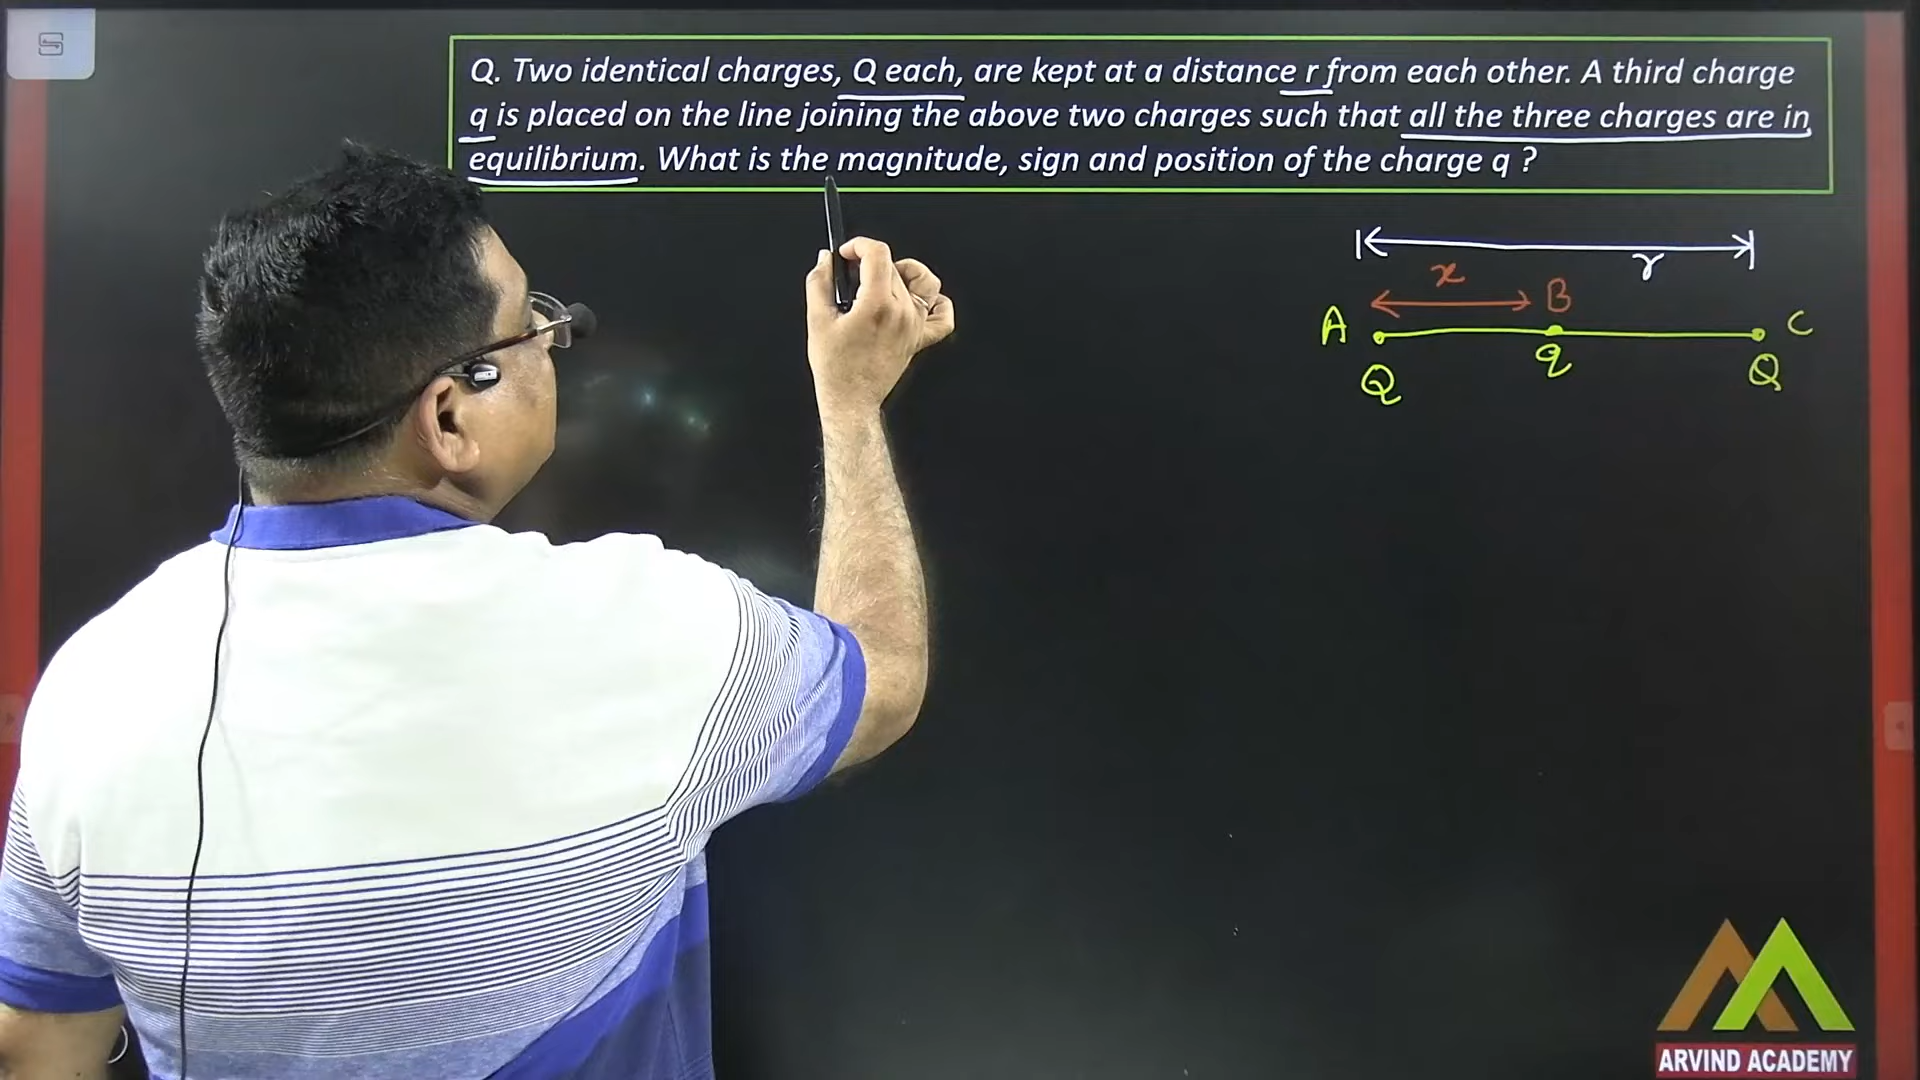 Q. Two identical charges, Q each, are kept at a distance r from each other. A third charge
q is placed on the line joining the above two charges such that all the three charges are in
equilibrium. What is the magnitude, sign and position of the charge q ?
r
x
B
A
C
q
Q
Q
ARVIND ACADEMY